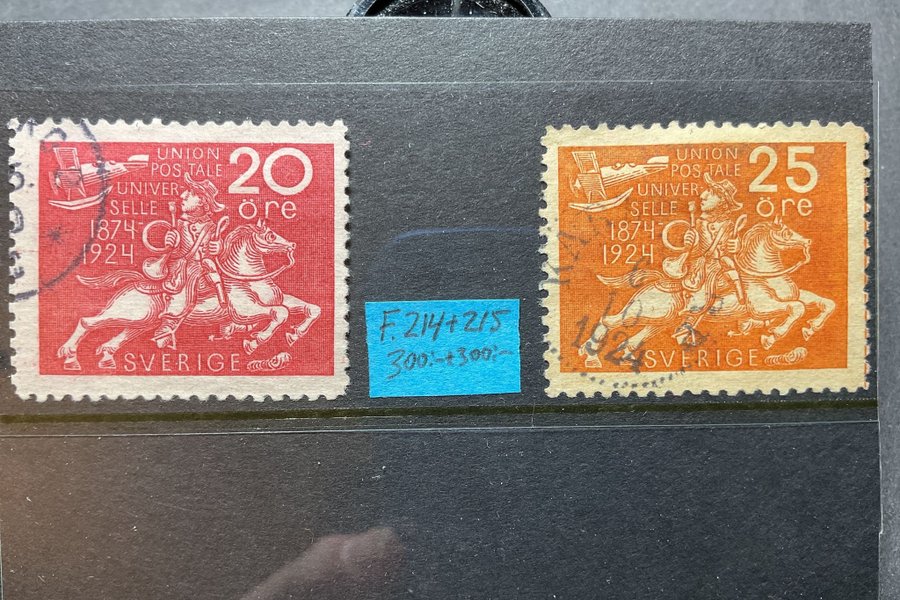 UNION
POSTALE
UNIVER
SELLE
1874
1924
20
öre
SVERIGE
F. 214+215
300:-+300:-
UNION
POSTALE
UNIVER
SELLE
1874
1924
25
öre
SVERIGE
1924